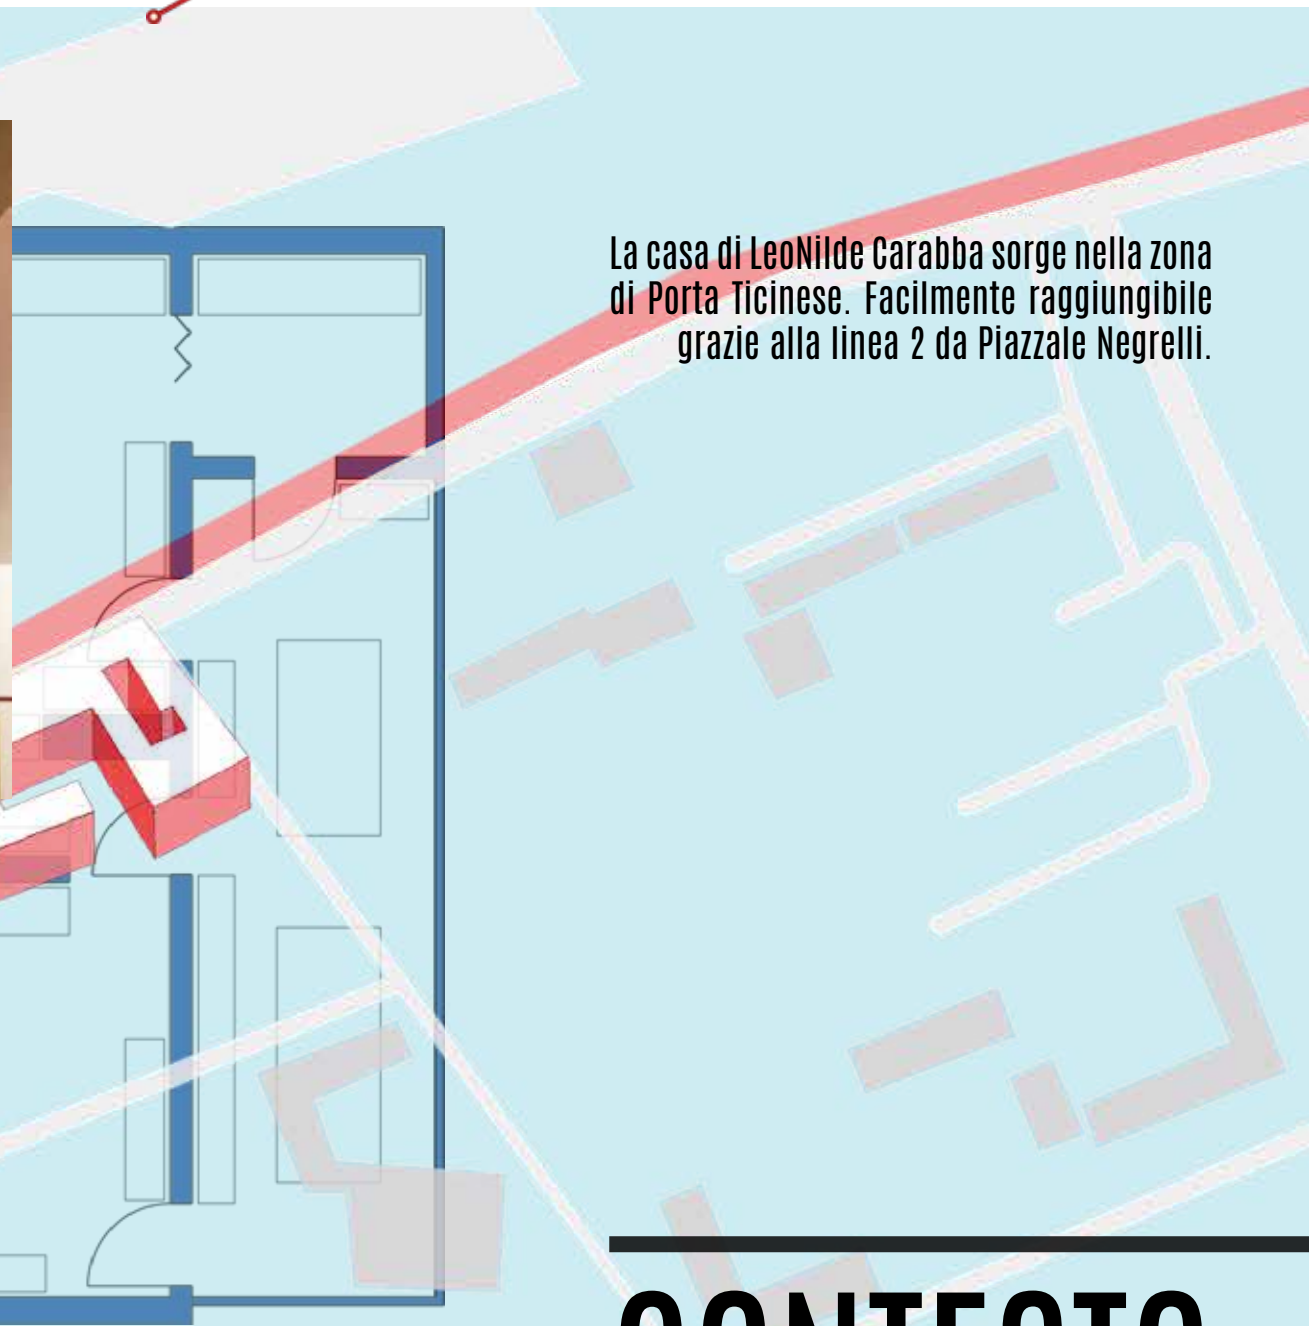 La casa di LeoNilde Carabba sorge nella zona
di Porta Ticinese. Facilmente raggiungibile
grazie alla linea 2 da Piazzale Negrelli.
CONTESTO